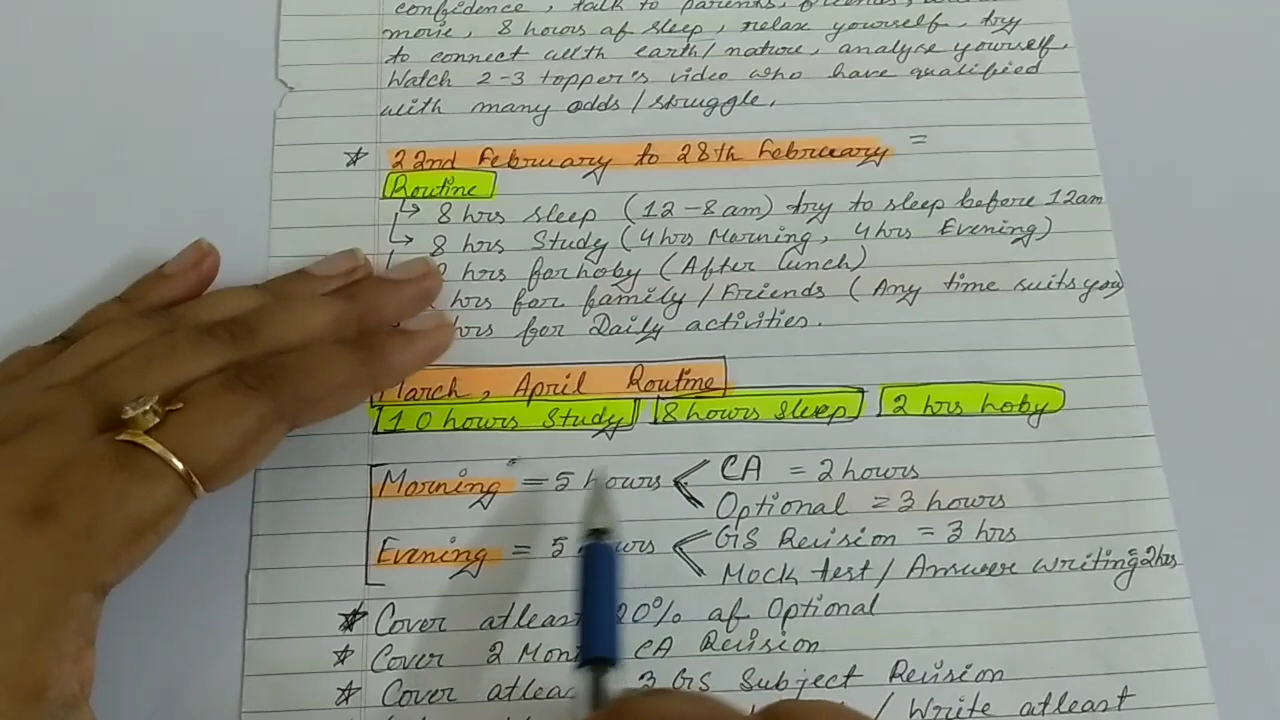 confidence, talk to parents,
movie, 8 hours of sleep, relax yourself, try
to connect with earth/nature, analyse yourself.
Watch 2-3 topper's video who have qualified
with many odds/struggle.
22nd February to 28th February =
Routine
8 hrs sleep (12-8am) try to sleep before 12am
8 hrs Study (4hrs Morning, 4hrs Evening)
hrs for hoby (After lunch)
hrs for family/Friends (Any time suits you)
hrs for Daily activities.
March, April Routine
10 hours Study 8 hours Sleep 2 hrs hoby
Morning = 5 hours CA = 2 hours
Optional = 3 hours
Evening = 5 GS Revision = 3 hrs
Mock test/Answer writing=2hrs
Cover atleast 20% of Optional
Cover 2 CA Revision
Cover 3 GS Subject Revision
/ Write atleast